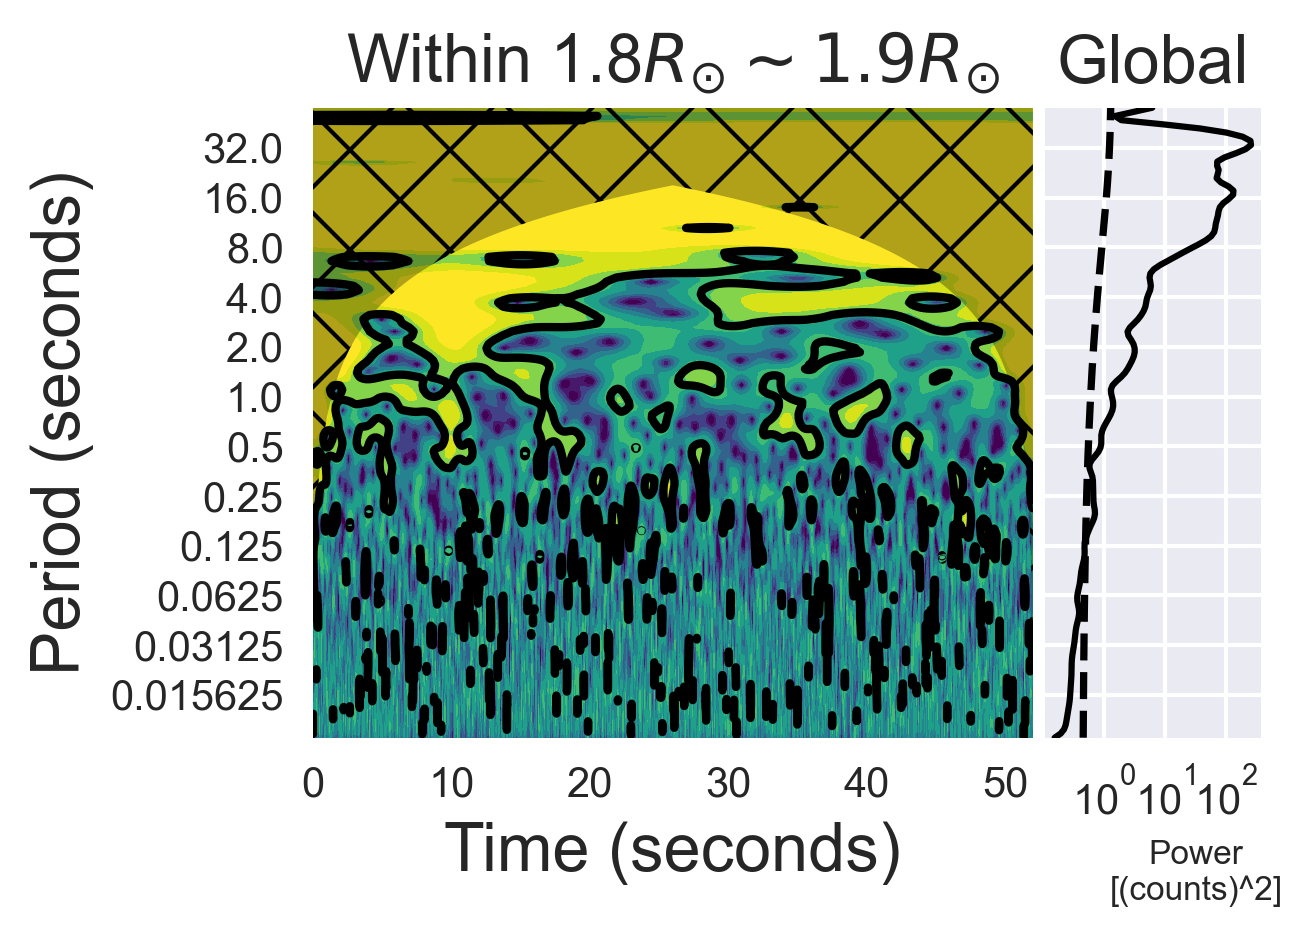 Within 1.8R☉ ~ 1.9R☉
Global
Period (seconds)
32.0
16.0
8.0
4.0
2.0
1.0
0.5
0.25
0.125
0.0625
0.03125
0.015625
0 10 20 30 40 50
Time (seconds)
10^0 10^1 10^2
Power
[(counts)^2]